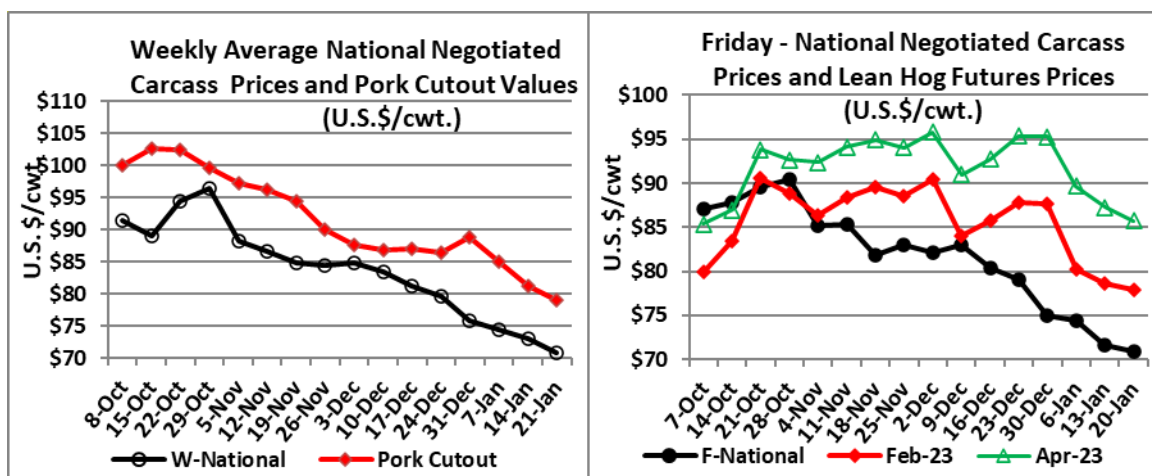 Weekly Average National Negotiated
Carcass Prices and Pork Cutout Values
(U.S.$/cwt.)
U.S. $/cwt.
$110
$105
$100
$95
$90
$85
$80
$75
$70
8-Oct
15-Oct
22-Oct
29-Oct
5-Nov
12-Nov
19-Nov
26-Nov
3-Dec
10-Dec
17-Dec
24-Dec
31-Dec
7-Jan
14-Jan
21-Jan
W-National
Pork Cutout
Friday - National Negotiated Carcass
Prices and Lean Hog Futures Prices
(U.S.$/cwt.)
U.S. $/cwt
$100
$95
$90
$85
$80
$75
$70
7-Oct
14-Oct
21-Oct
28-Oct
4-Nov
11-Nov
18-Nov
25-Nov
2-Dec
9-Dec
16-Dec
23-Dec
30-Dec
6-Jan
13-Jan
20-Jan
F-National
Feb-23
Apr-23